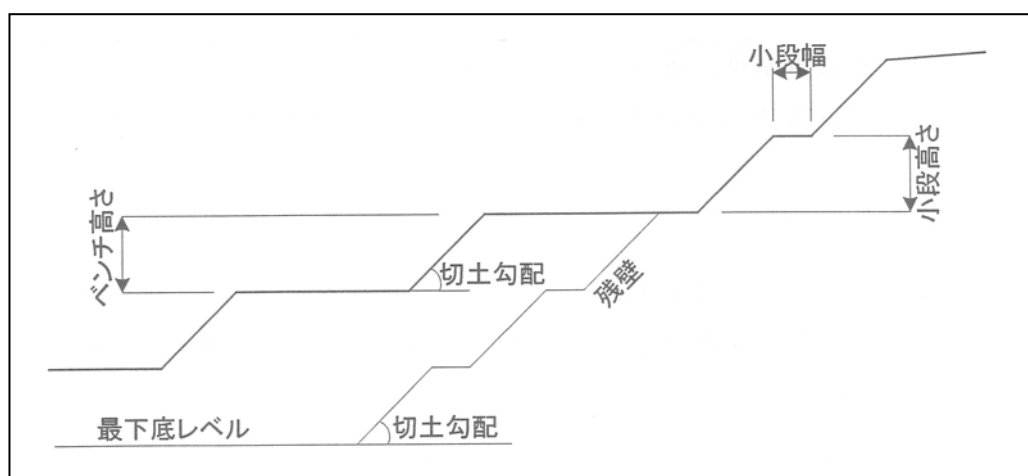 小段幅
小段高さ
ベンチ高さ
切土勾配
残壁
最下底レベル
切土勾配